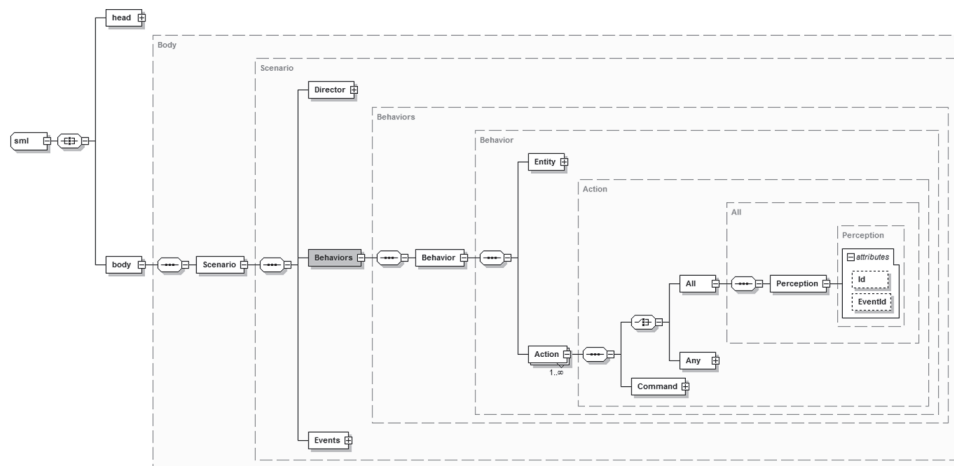 head
Body
Scenario
Director
Behaviors
Behavior
sml
Entity
Action
All
Perception
attributes
body
Scenario
Behaviors
Behavior
Id
All
Perception
EventId
Action
1..∞
Any
Command
Events